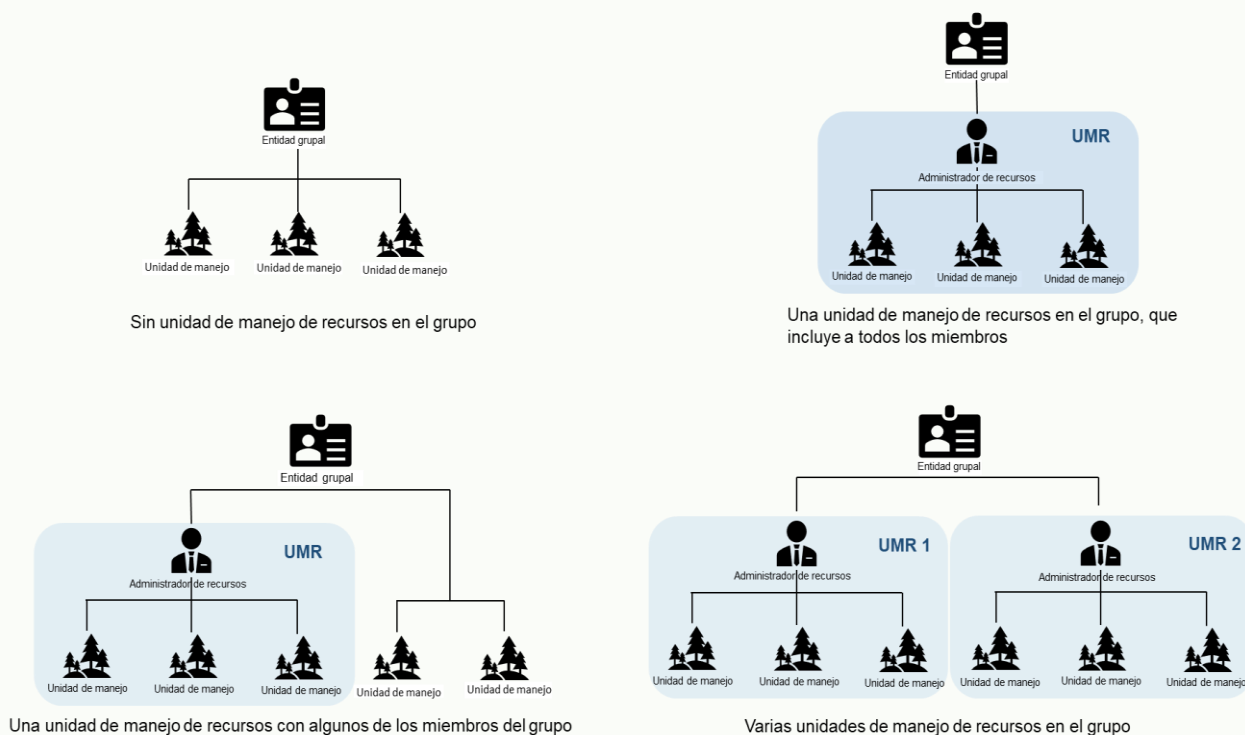 Entidad grupal
Unidad de manejo
Unidad de manejo
Unidad de manejo
Sin unidad de manejo de recursos en el grupo
Entidad grupal
UMR
Administrador de recursos
Unidad de manejo
Unidad de manejo
Unidad de manejo
Una unidad de manejo de recursos en el grupo, que
incluye a todos los miembros
Entidad grupal
UMR
Administrador de recursos
Unidad de manejo
Unidad de manejo
Unidad de manejo
Unidad de manejo
Unidad de manejo
Una unidad de manejo de recursos con algunos de los miembros del grupo
Entidad grupal
UMR 1
Administrador de recursos
Unidad de manejo
Unidad de manejo
Unidad de manejo
UMR 2
Administrador de recursos
Unidad de manejo
Unidad de manejo
Unidad de manejo
Varias unidades de manejo de recursos en el grupo